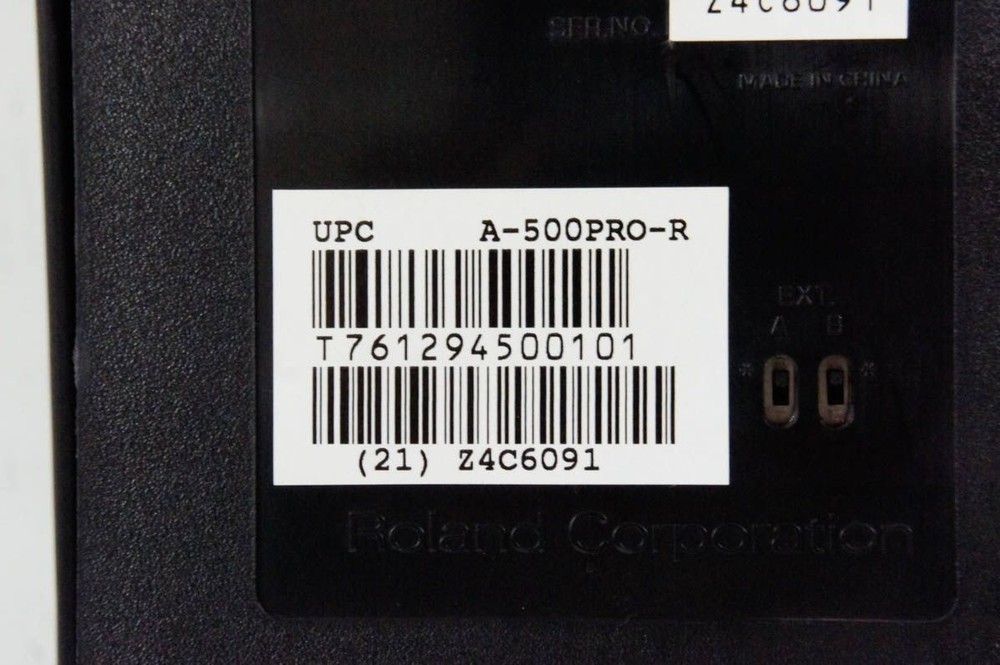 SER.NO.
Z4C6091
MADE IN CHINA
UPC A-500PRO-R
T761294500101
(21) Z4C6091
EXT.
A B
* *
Roland Corporation